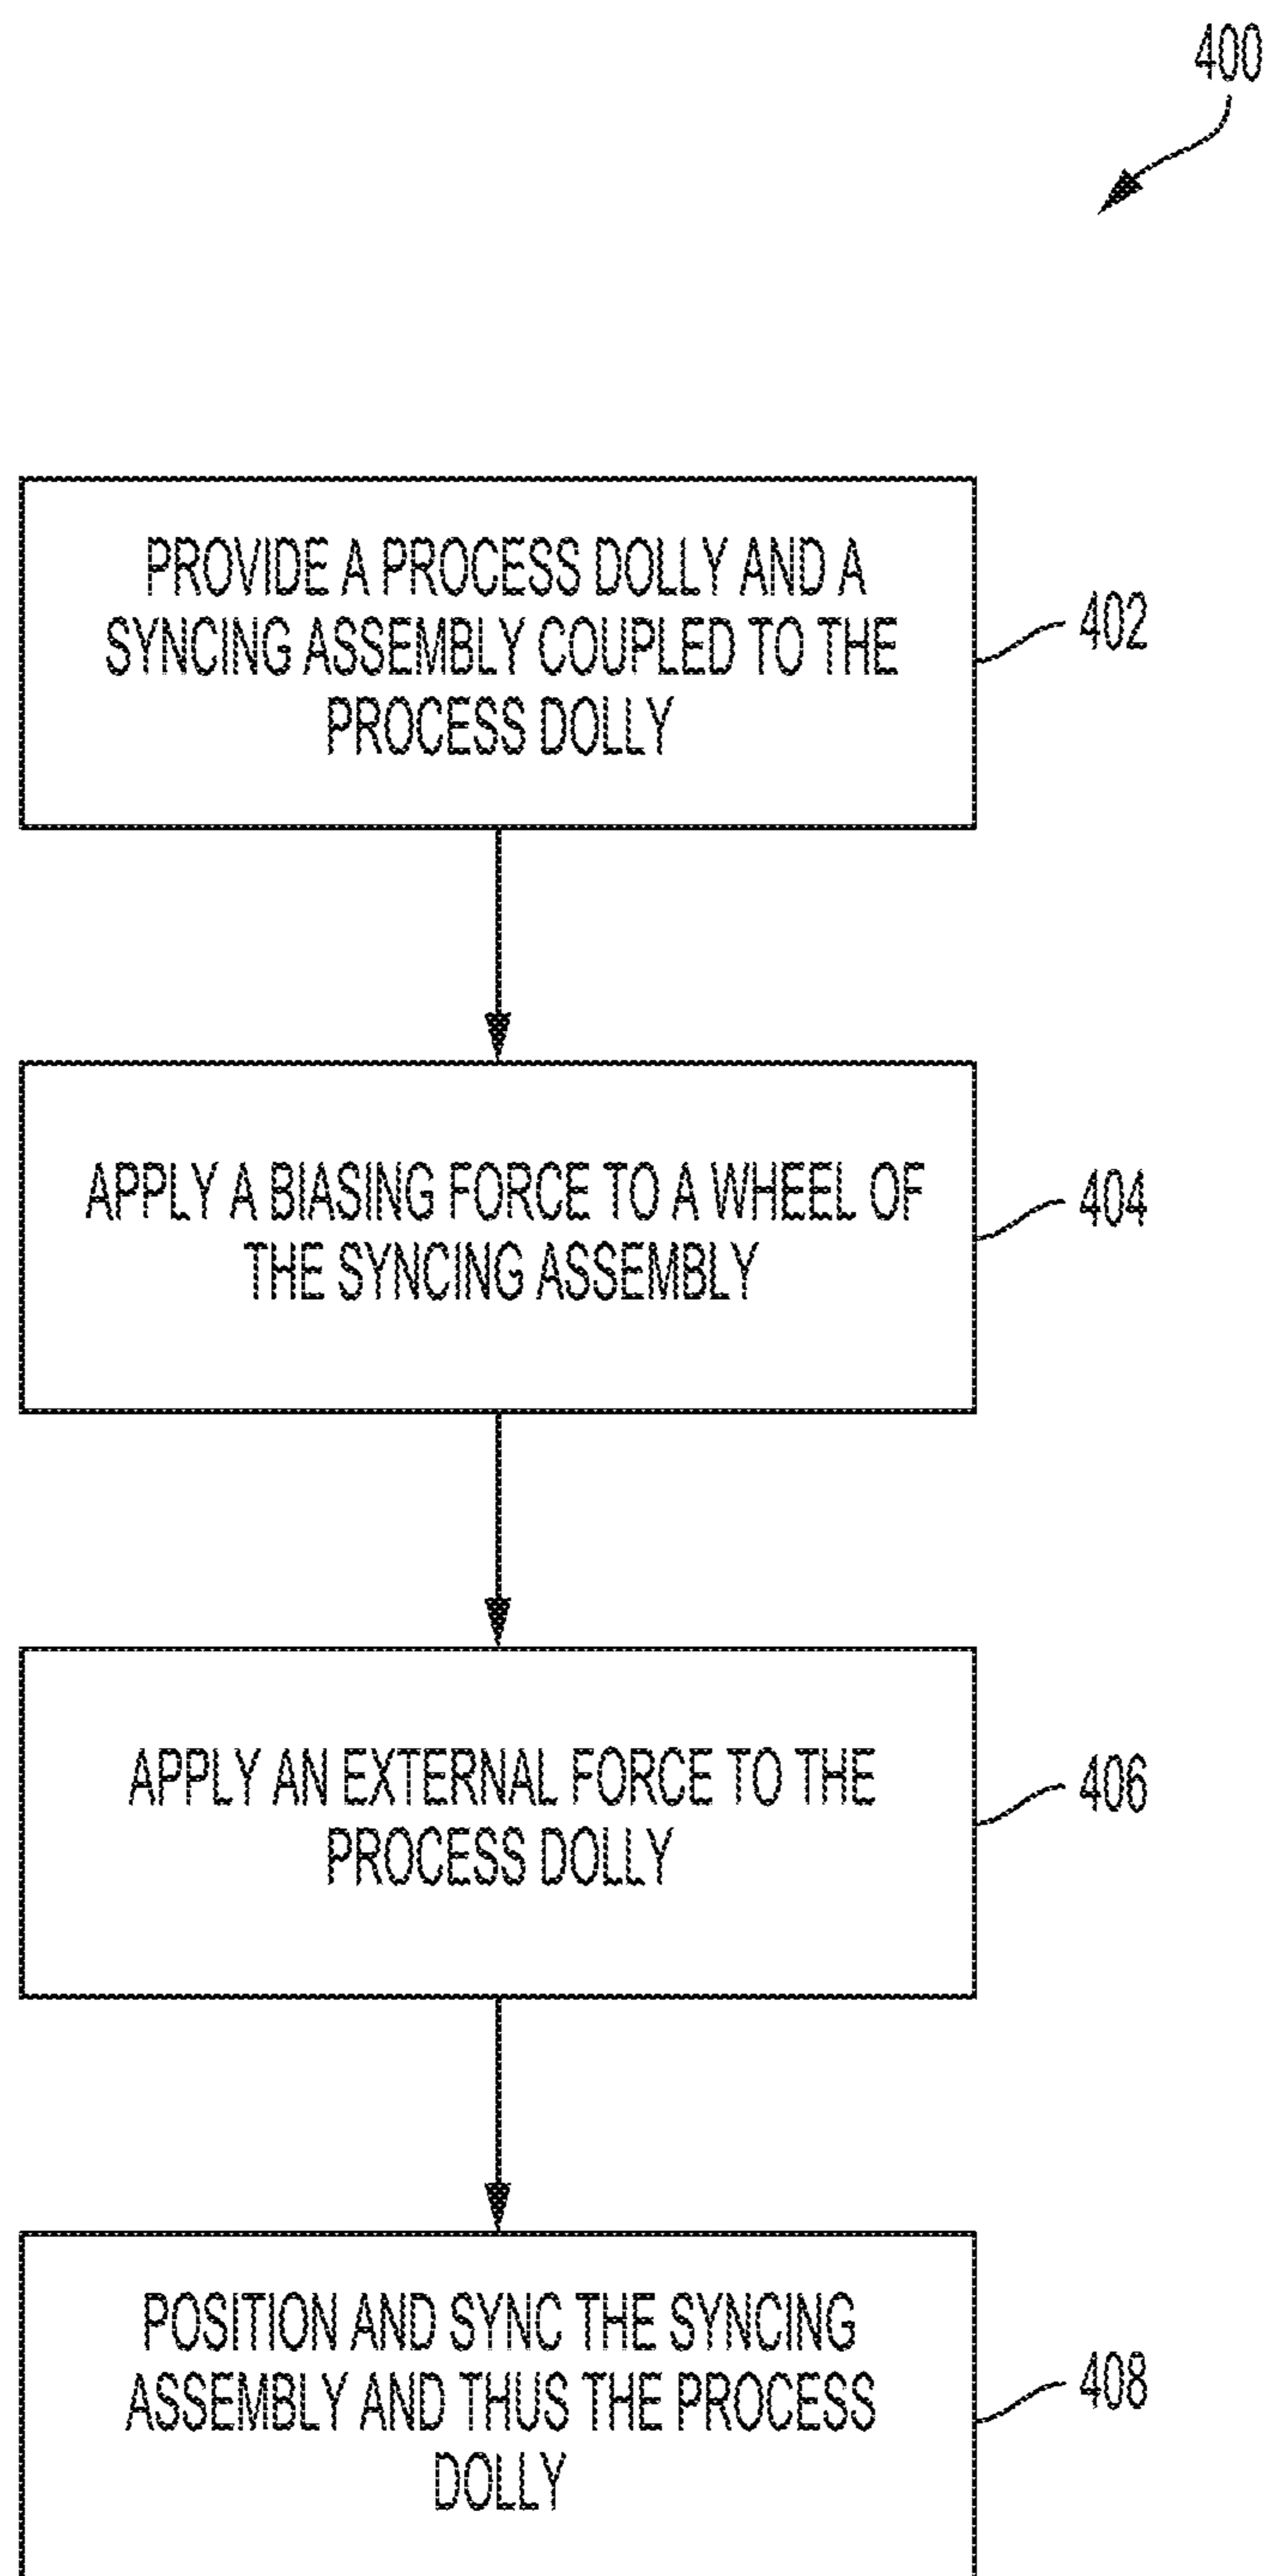 400
PROVIDE A PROCESS DOLLY AND A
SYNCING ASSEMBLY COUPLED TO THE
PROCESS DOLLY
402
APPLY A BIASING FORCE TO A WHEEL OF
THE SYNCING ASSEMBLY
404
APPLY AN EXTERNAL FORCE TO THE
PROCESS DOLLY
406
POSITION AND SYNC THE SYNCING
ASSEMBLY AND THUS THE PROCESS
DOLLY
408